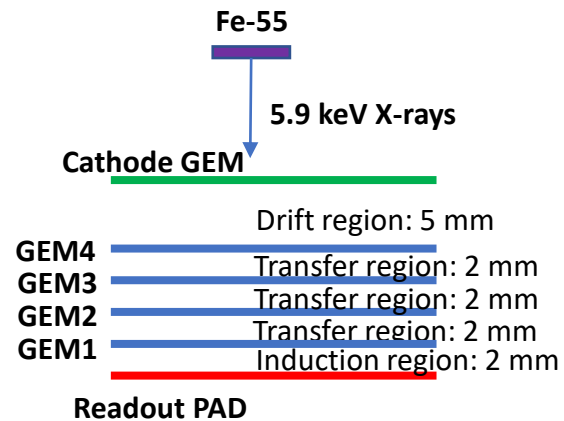 Fe-55
5.9 keV X-rays
Cathode GEM
Drift region: 5 mm
GEM4
Transfer region: 2 mm
GEM3
Transfer region: 2 mm
GEM2
Transfer region: 2 mm
GEM1
Induction region: 2 mm
Readout PAD